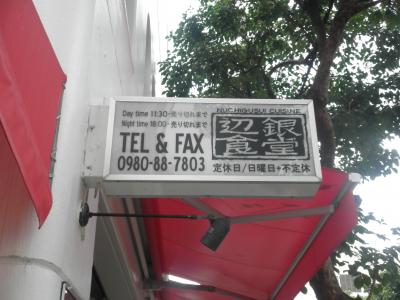 NUCHIGUSUI CUISINE
Day time 11:30-売り切れまで
Night time 18:00-売り切れまで
TEL & FAX
0980-88-7803
辺銀
食堂
定休日/日曜日+不定休